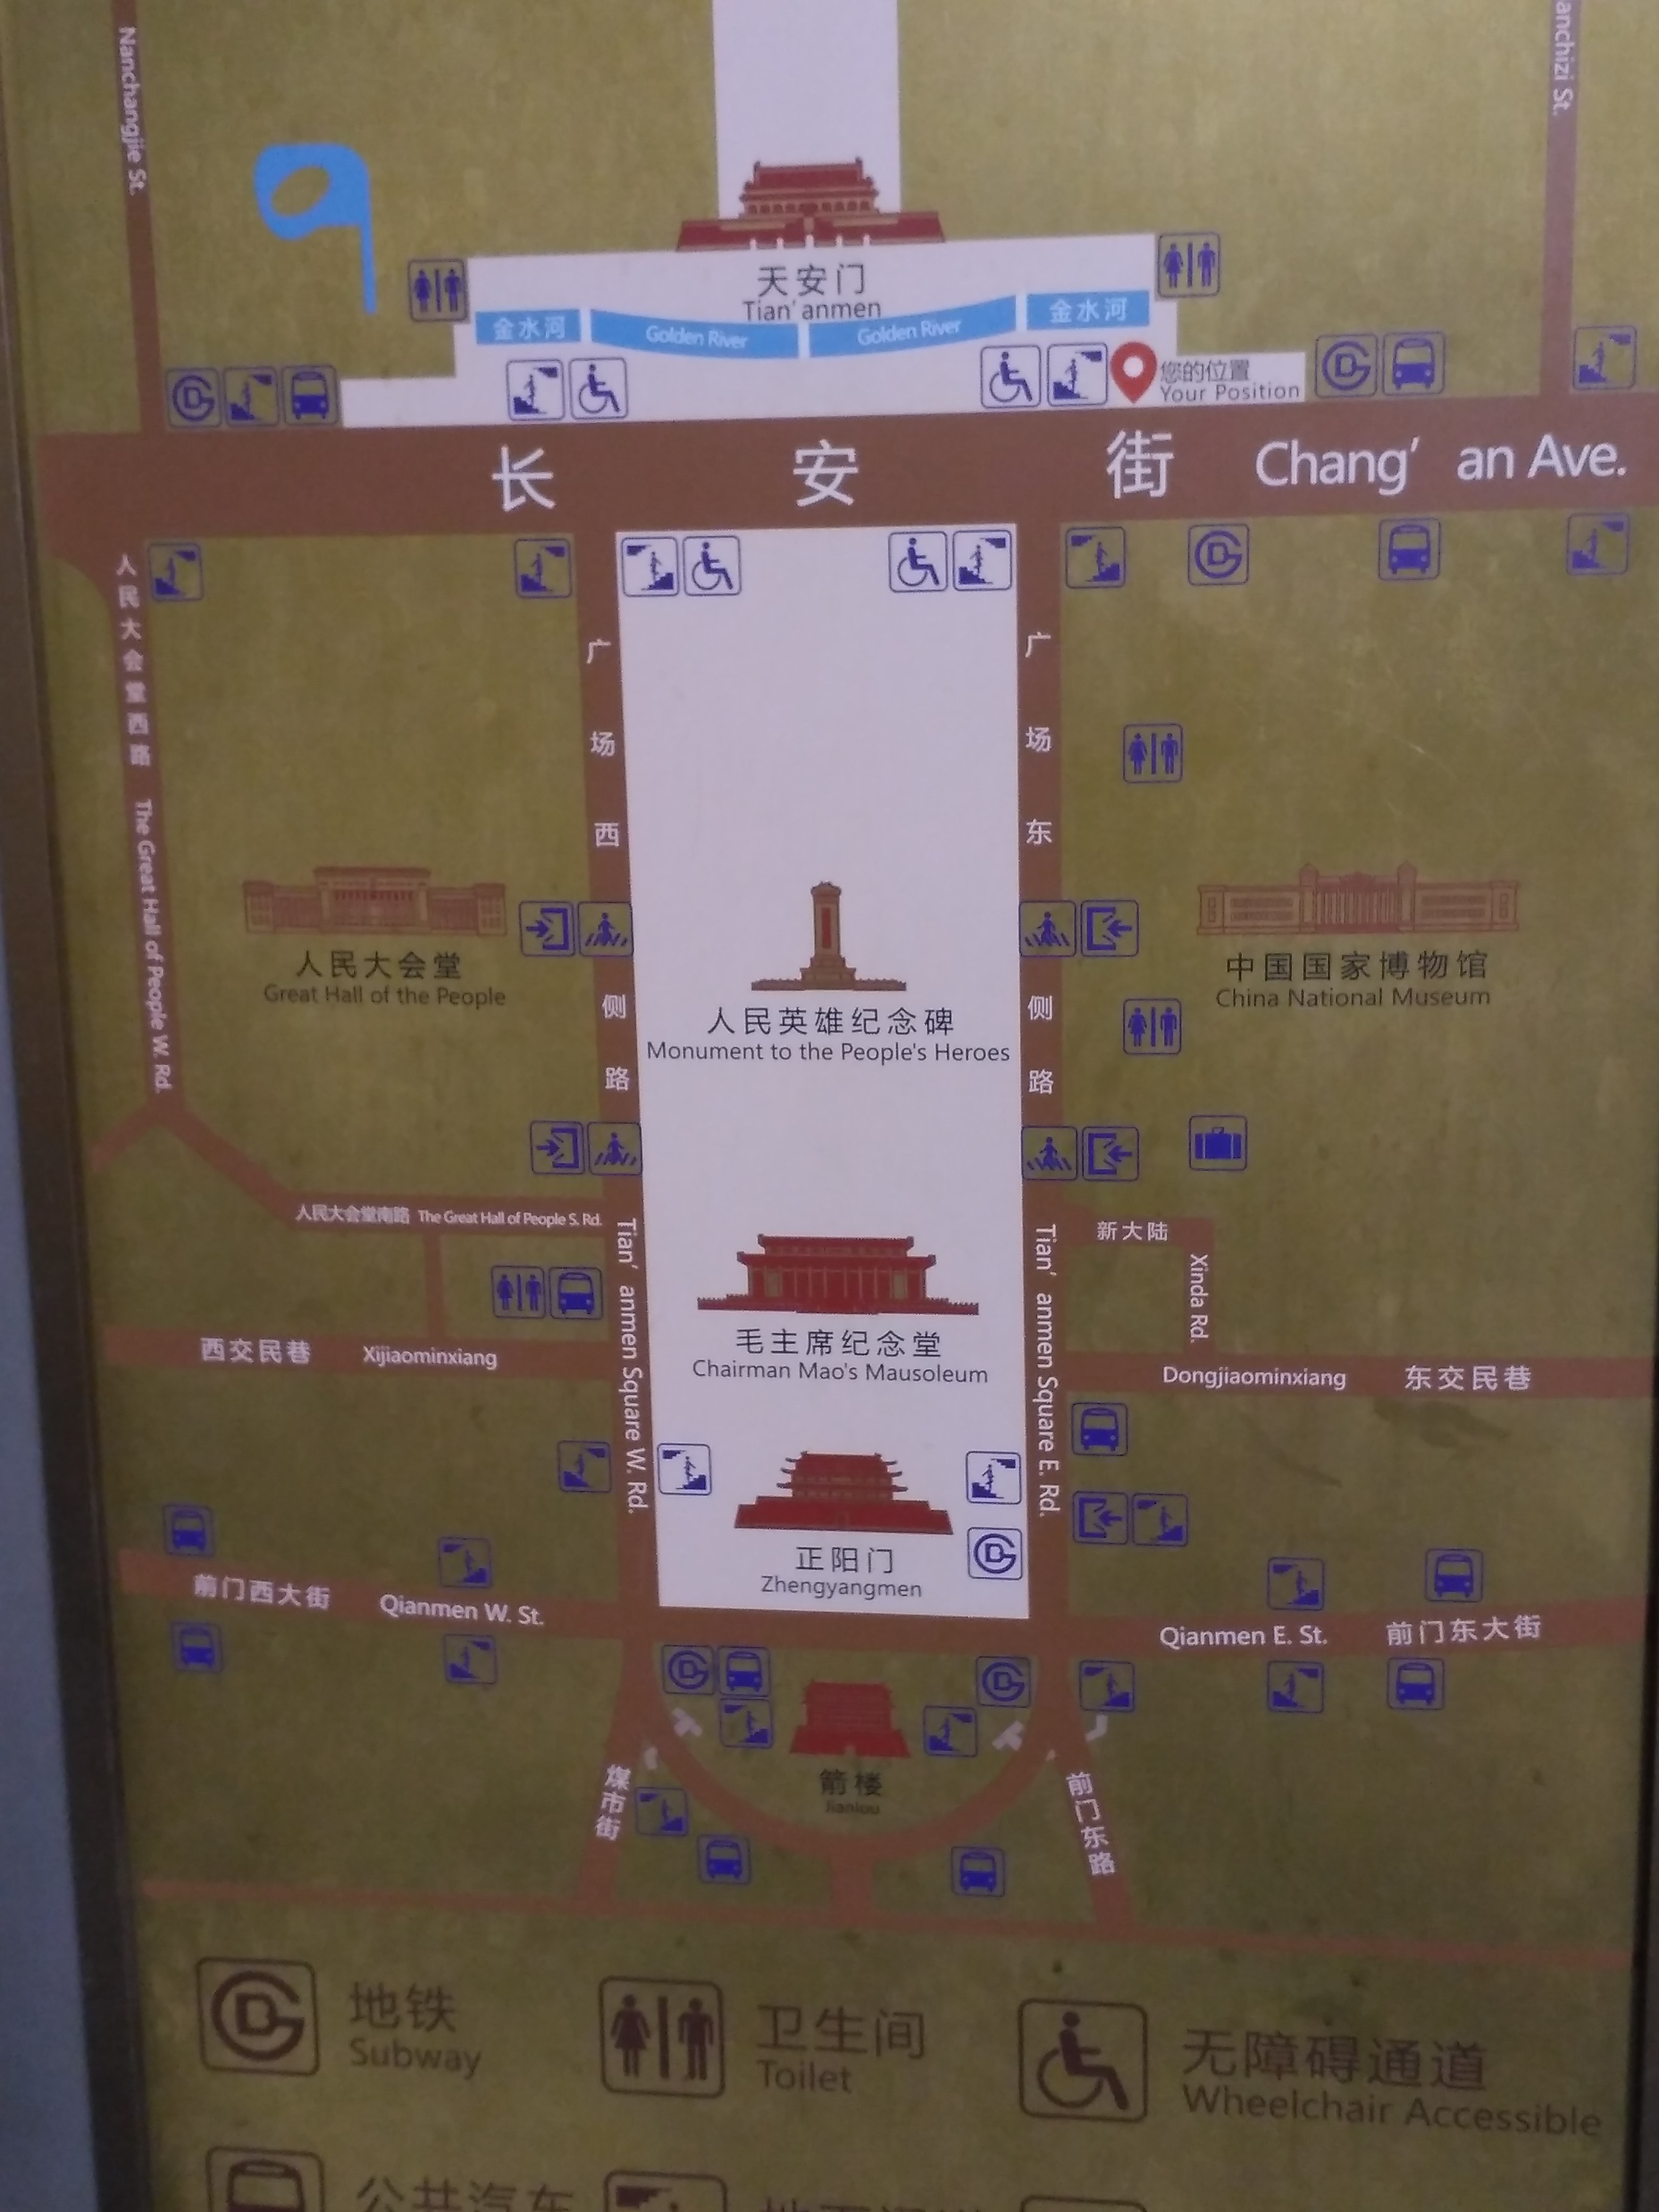 Nanchangjie St.
anchizi St.
天安门
Tian'anmen
金水河
Golden River
Golden River
金水河
您的位置
Your Position
长安街 Chang'an Ave.
人民大会堂西路 The Great Hall of People W. Rd.
广场西侧路 Tian'anmen Square W. Rd.
广场东侧路 Tian'anmen Square E. Rd.
人民大会堂
Great Hall of the People
人民英雄纪念碑
Monument to the People's Heroes
中国国家博物馆
China National Museum
人民大会堂南路 The Great Hall of People S. Rd.
新大陆
Xinda Rd.
毛主席纪念堂
Chairman Mao's Mausoleum
西交民巷 Xijiaominxiang
Dongjiaominxiang 东交民巷
正阳门
Zhengyangmen
前门西大街 Qianmen W. St.
Qianmen E. St. 前门东大街
箭楼
Jianlou
煤市街
前门东路
地铁
Subway
卫生间
Toilet
无障碍通道
Wheelchair Accessible
公共汽车